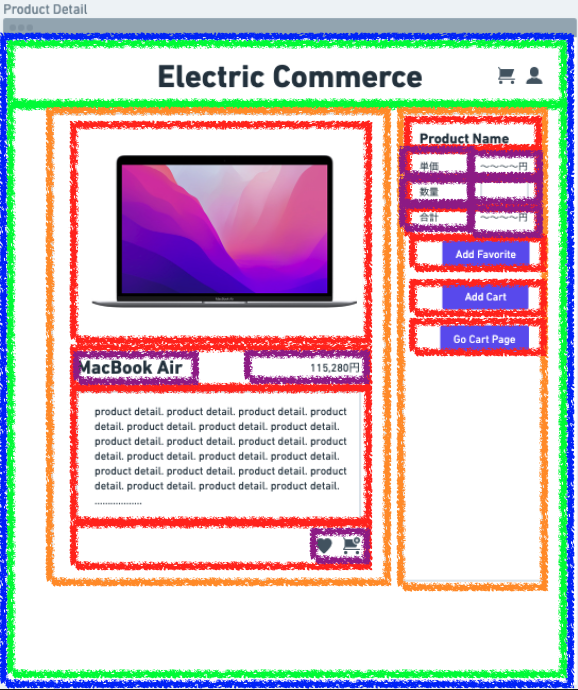 Product Detail
Electric Commerce
Product Name
単価
〜〜〜〜円
数量
合計
〜〜〜〜円
Add Favorite
Add Cart
Go Cart Page
MacBook Air
115,280円
product detail. product detail. product detail. product
detail. product detail. product detail. product detail.
product detail. product detail. product detail. product
detail. product detail. product detail. product detail.
product detail. product detail. product detail. product
detail. product detail. product detail. product detail.
..................